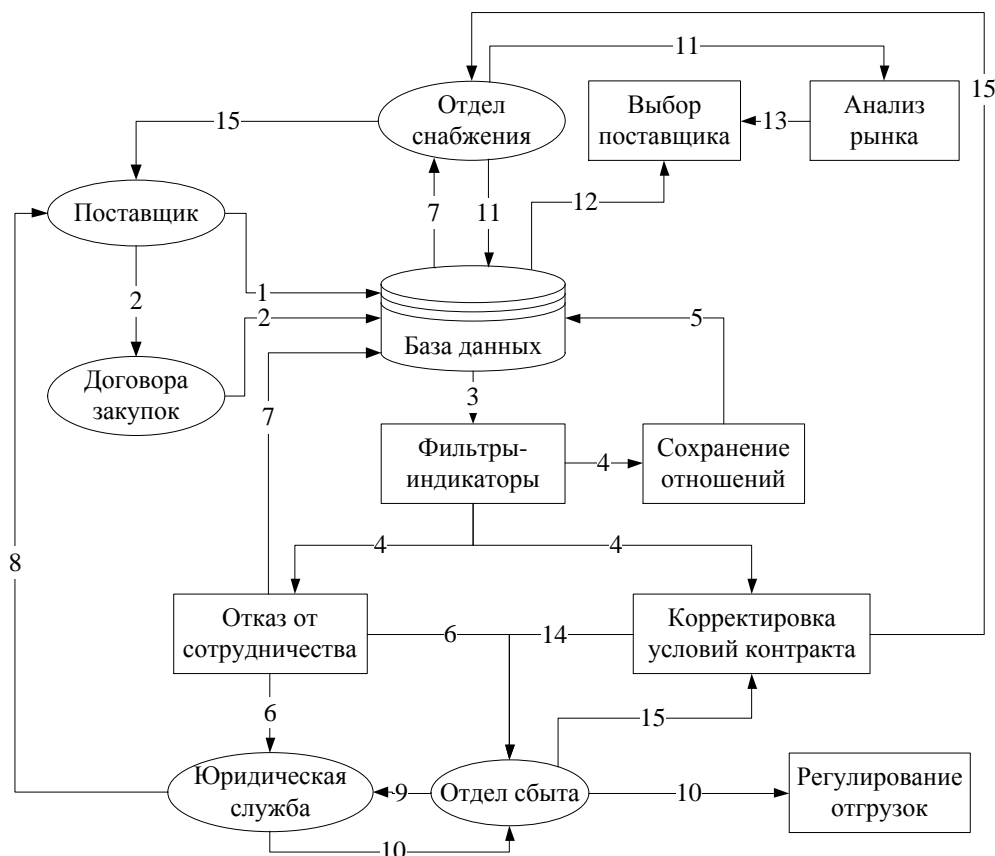 11
15
Отдел
снабжения
Выбор
поставщика
Анализ
рынка
15
13
Поставщик
7
11
12
2
1
2
5
База данных
Договора
закупок
3
7
Фильтры-
индикаторы
4
Сохранение
отношений
4
4
8
Отказ от
сотрудничества
6
14
Корректировка
условий контракта
6
15
Юридическая
служба
9
Отдел сбыта
10
Регулирование
отгрузок
10